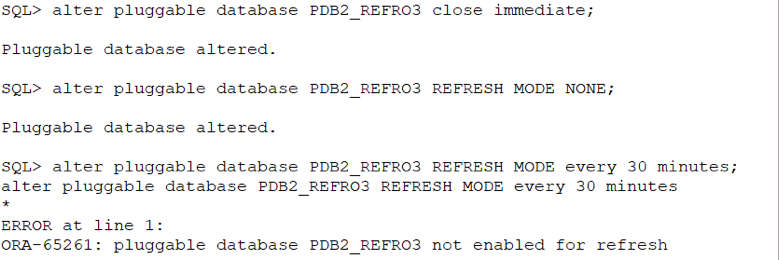 SQL> alter pluggable database PDB2_REFRO3 close immediate;
Pluggable database altered.
SQL> alter pluggable database PDB2_REFRO3 REFRESH MODE NONE;
Pluggable database altered.
SQL> alter pluggable database PDB2_REFRO3 REFRESH MODE every 30 minutes;
alter pluggable database PDB2_REFRO3 REFRESH MODE every 30 minutes
*
ERROR at line 1:
ORA-65261: pluggable database PDB2_REFRO3 not enabled for refresh